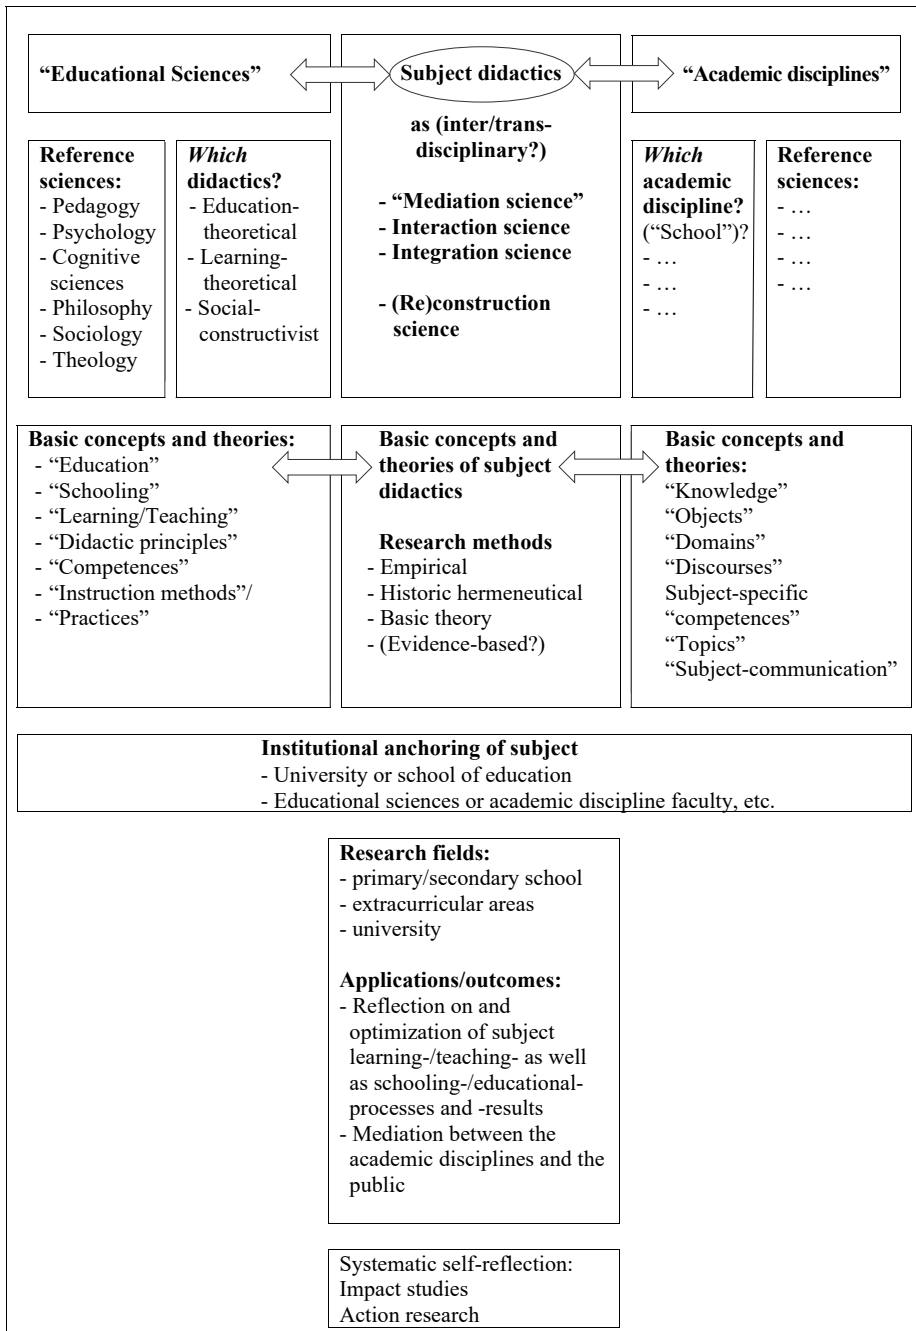 “Educational Sciences”
Subject didactics
“Academic disciplines”
as (inter/trans-
disciplinary?)
- “Mediation science”
- Interaction science
- Integration science
- (Re)construction
science
Reference
sciences:
- Pedagogy
- Psychology
- Cognitive
sciences
- Philosophy
- Sociology
- Theology
Which
didactics?
- Education-
theoretical
- Learning-
theoretical
- Social-
constructivist
Which
academic
discipline?
(“School”)?
- …
- …
- …
Reference
sciences:
- …
- …
- …
- …
Basic concepts and theories:
- “Education”
- “Schooling”
- “Learning/Teaching”
- “Didactic principles”
- “Competences”
- “Instruction methods”/
- “Practices”
Basic concepts and
theories of subject
didactics
Research methods
- Empirical
- Historic hermeneutical
- Basic theory
- (Evidence-based?)
Basic concepts and
theories:
“Knowledge”
“Objects”
“Domains”
“Discourses”
Subject-specific
“competences”
“Topics”
“Subject-communication”
Institutional anchoring of subject
- University or school of education
- Educational sciences or academic discipline faculty, etc.
Research fields:
- primary/secondary school
- extracurricular areas
- university
Applications/outcomes:
- Reflection on and
optimization of subject
learning-/teaching- as well
as schooling-/educational-
processes and -results
- Mediation between the
academic disciplines and the
public
Systematic self-reflection:
Impact studies
Action research